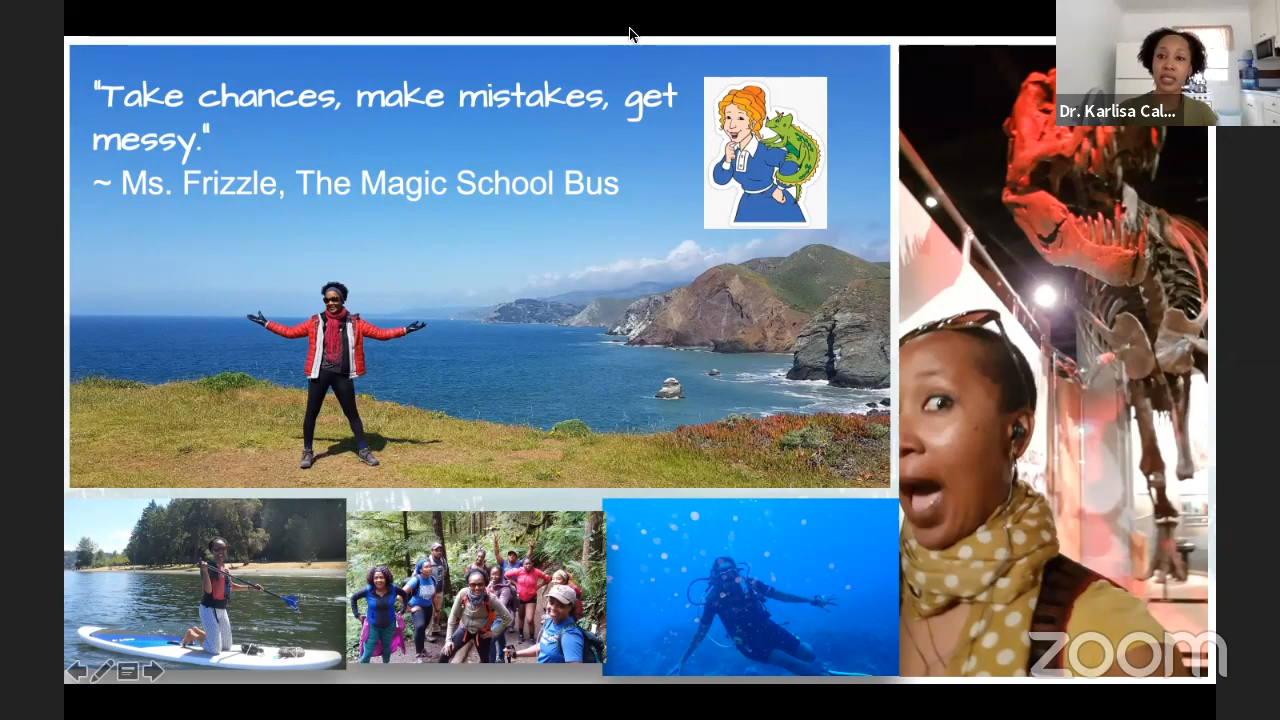 "Take chances, make mistakes, get
messy."
~ Ms. Frizzle, The Magic School Bus
Dr. Karlisa Cal...
zoom